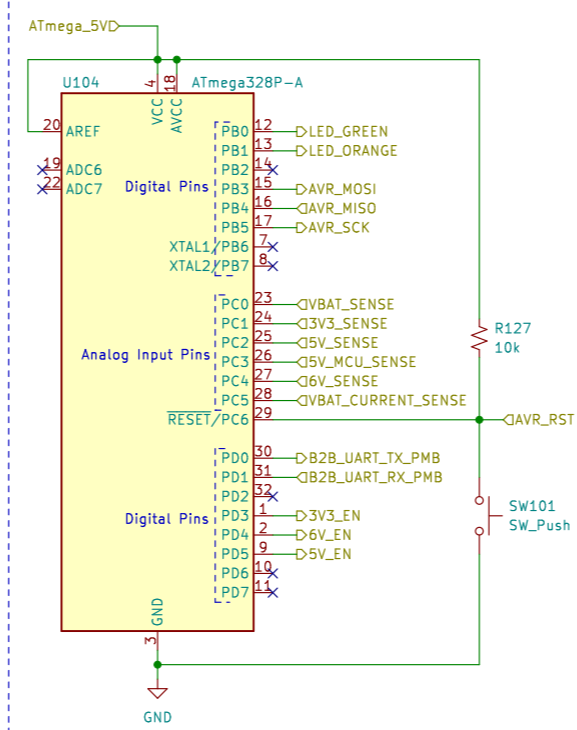 ATmega_5V
U104
ATmega328P-A
4
18
VCC
AVCC
20 AREF
19 ADC6
22 ADC7
Digital Pins
PB0 12 LED_GREEN
PB1 13 LED_ORANGE
PB2 14
PB3 15 AVR_MOSI
PB4 16 AVR_MISO
PB5 17 AVR_SCK
XTAL1/PB6 7
XTAL2/PB7 8
Analog Input Pins
PC0 23 VBAT_SENSE
PC1 24 3V3_SENSE
PC2 25 5V_SENSE
PC3 26 5V_MCU_SENSE
PC4 27 6V_SENSE
PC5 28 VBAT_CURRENT_SENSE
RESET/PC6 29
R127
10k
AVR_RST
Digital Pins
PD0 30 B2B_UART_TX_PMB
PD1 31 B2B_UART_RX_PMB
PD2 32
PD3 1 3V3_EN
PD4 2 6V_EN
PD5 9 5V_EN
PD6 10
PD7 11
SW101
SW_Push
GND
3
GND